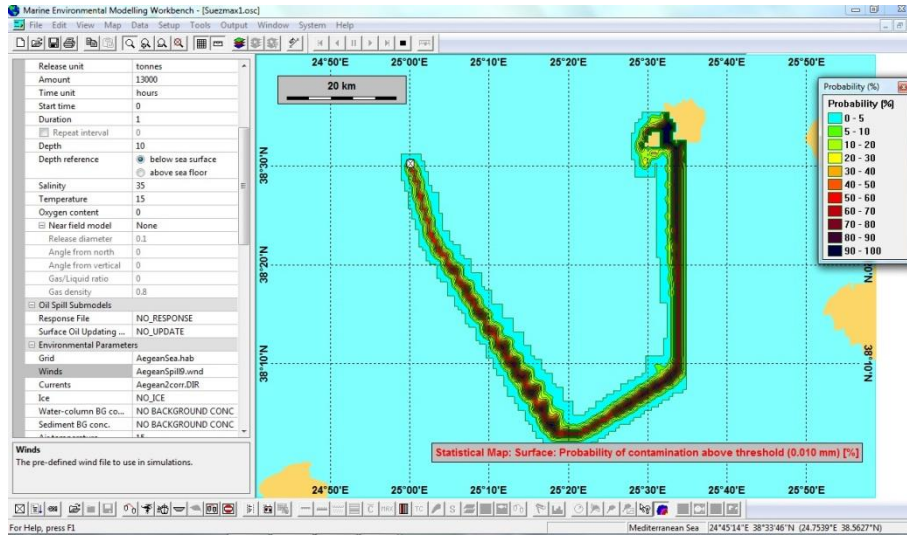 Marine Environmental Modelling Workbench - [Suezmax1.osc]
File Edit View Map Data Setup Tools Output Window System Help
Release unit tonnes
Amount 13000
Time unit hours
Start time 0
Duration 1
Repeat interval 0
Depth 10
Depth reference below sea surface
above sea floor
Salinity 35
Temperature 15
Oxygen content 0
Near field model None
Release diameter 0.1
Angle from north 0
Angle from vertical 0
Gas/Liquid ratio 0
Gas density 0.8
Oil Spill Submodels
Response File NO_RESPONSE
Surface Oil Updating ... NO_UPDATE
Environmental Parameters
Grid AegeanSea.hab
Winds AegeanSpill9.wnd
Currents Aegean2corr.DIR
Ice NO_ICE
Water-column BG co... NO BACKGROUND CONC
Sediment BG conc. NO BACKGROUND CONC
Winds
The pre-defined wind file to use in simulations.
24°50'E 25°00'E 25°10'E 25°20'E 25°30'E 25°40'E 25°50'E
20 km
38°30'N
38°20'N
38°10'N
38°10'N
Probability (%)
Probability (%)
0 - 5
5 - 10
10 - 20
20 - 30
30 - 40
40 - 50
50 - 60
60 - 70
70 - 80
80 - 90
90 - 100
Statistical Map: Surface: Probability of contamination above threshold (0.010 mm) [%]
24°50'E 25°00'E 25°10'E 25°20'E 25°30'E 25°40'E 25°50'E
For Help, press F1
Mediterranean Sea 24°45'14"E 38°33'46"N (24.7539°E 38.5627°N)